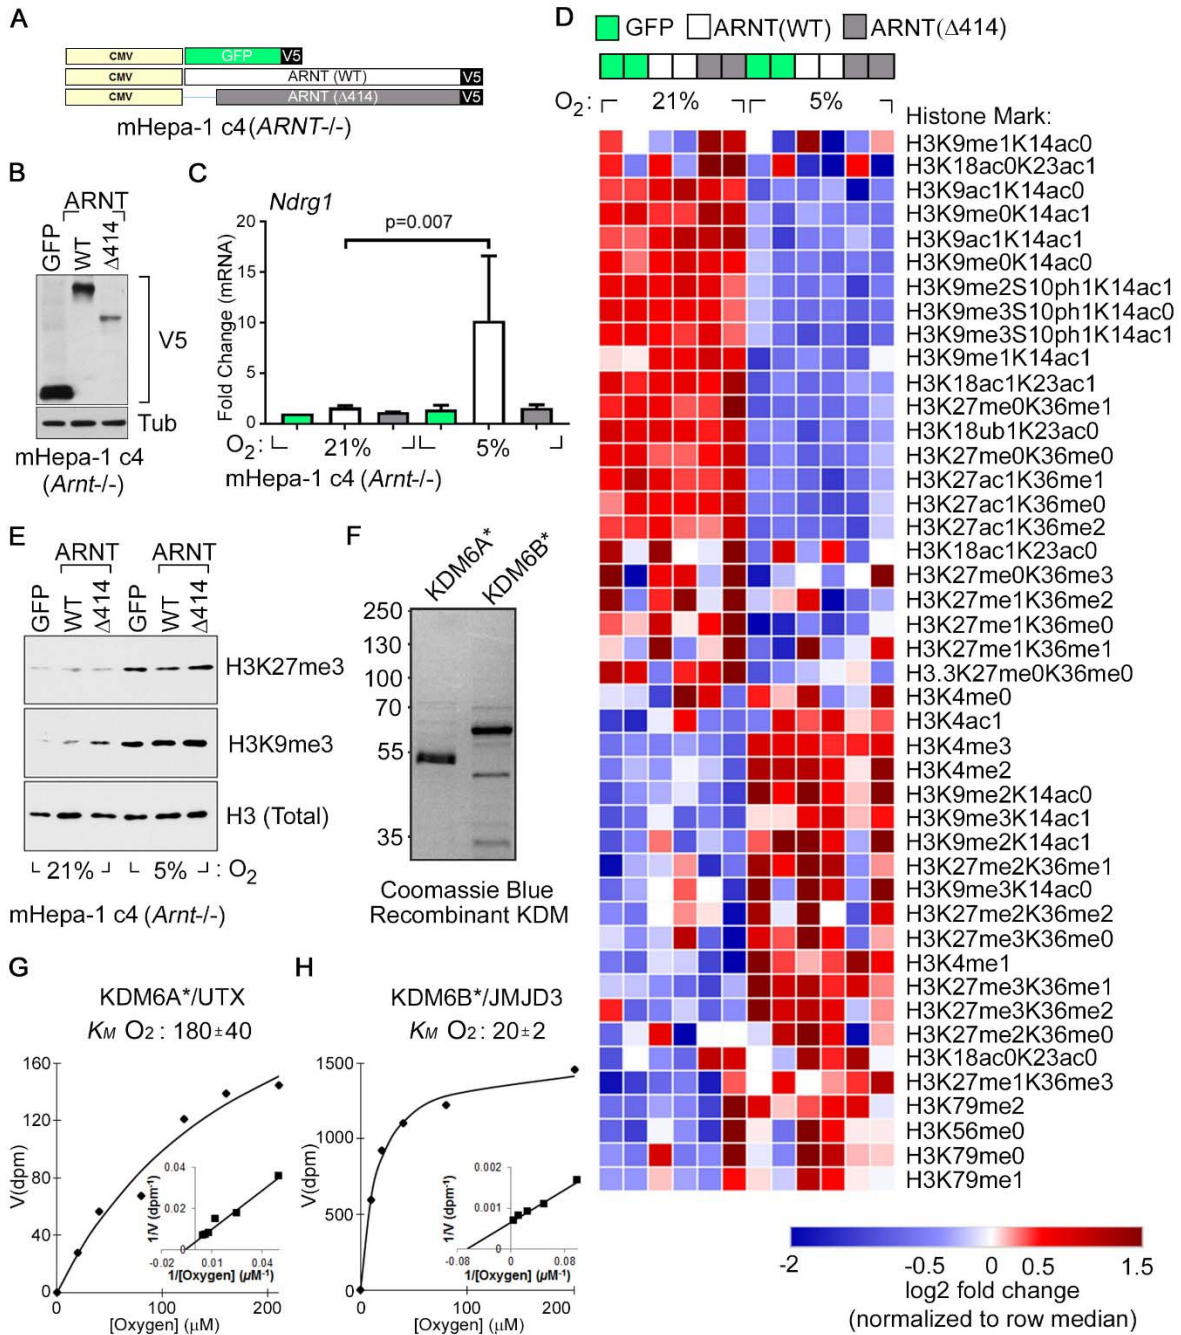 A
CMV GFP V5
CMV ARNT (WT) V5
CMV ARNT (Δ414) V5
mHepa-1 c4 (ARNT-/-)
B
ARNT
GFP WT Δ414
V5
Tub
mHepa-1 c4
(Arnt-/-)
C
Ndrg1
p=0.007
Fold Change (mRNA)
20
15
10
5
0
O2: 21% 5%
mHepa-1 c4 (Arnt-/-)
D
GFP ARNT(WT) ARNT(Δ414)
O2: 21% 5%
Histone Mark:
H3K9me1K14ac0
H3K18ac0K23ac1
H3K9ac1K14ac0
H3K9me0K14ac1
H3K9ac1K14ac1
H3K9me0K14ac0
H3K9me2S10ph1K14ac1
H3K9me3S10ph1K14ac0
H3K9me3S10ph1K14ac1
H3K9me1K14ac1
H3K18ac1K23ac1
H3K27me0K36me1
H3K18ub1K23ac0
H3K27me0K36me0
H3K27ac1K36me1
H3K27ac1K36me0
H3K27ac1K36me2
H3K18ac1K23ac0
H3K27me0K36me3
H3K27me1K36me2
H3K27me1K36me0
H3K27me1K36me1
H3.3K27me0K36me0
H3K4me0
H3K4ac1
H3K4me3
H3K4me2
H3K9me2K14ac0
H3K9me3K14ac1
H3K9me2K14ac1
H3K27me2K36me1
H3K9me3K14ac0
H3K27me2K36me2
H3K27me3K36me0
H3K4me1
H3K27me3K36me1
H3K27me3K36me2
H3K27me2K36me0
H3K18ac0K23ac0
H3K27me1K36me3
H3K79me2
H3K56me0
H3K79me0
H3K79me1
-2 -0.5 0 0.5 1 1.5
log2 fold change
(normalized to row median)
E
ARNT ARNT
GFP WT Δ414 GFP WT Δ414
H3K27me3
H3K9me3
H3 (Total)
21% 5% : O2
mHepa-1 c4 (Arnt-/-)
F
KDM6A* KDM6B*
250
130
100
70
55
35
Coomassie Blue
Recombinant KDM
G
KDM6A*/UTX
KM O2 : 180±40
V(dpm)
160
120
80
40
0
0 100 200
[Oxygen] (μM)
1/V (dpm-1)
0.04
0.02
0
-0.02 0.01 0.04
1/[Oxygen] (μM-1)
H
KDM6B*/JMJD3
KM O2 : 20±2
V(dpm)
1500
1000
500
0
0 100 200
[Oxygen] (μM)
1/V (dpm-1)
0.002
0.001
0.000
-0.08 0 0.08
1/[Oxygen] (μM-1)